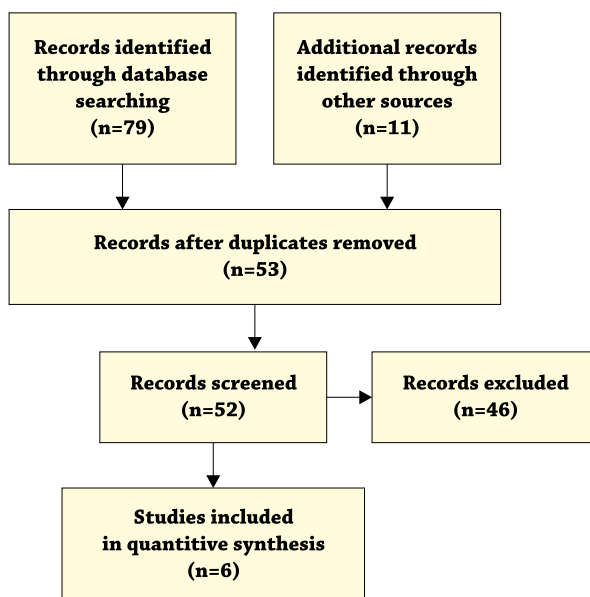 Records identified
through database
searching
(n=79)
Additional records
identified through
other sources
(n=11)
Records after duplicates removed
(n=53)
Records screened
(n=52)
Records excluded
(n=46)
Studies included
in quantitive synthesis
(n=6)